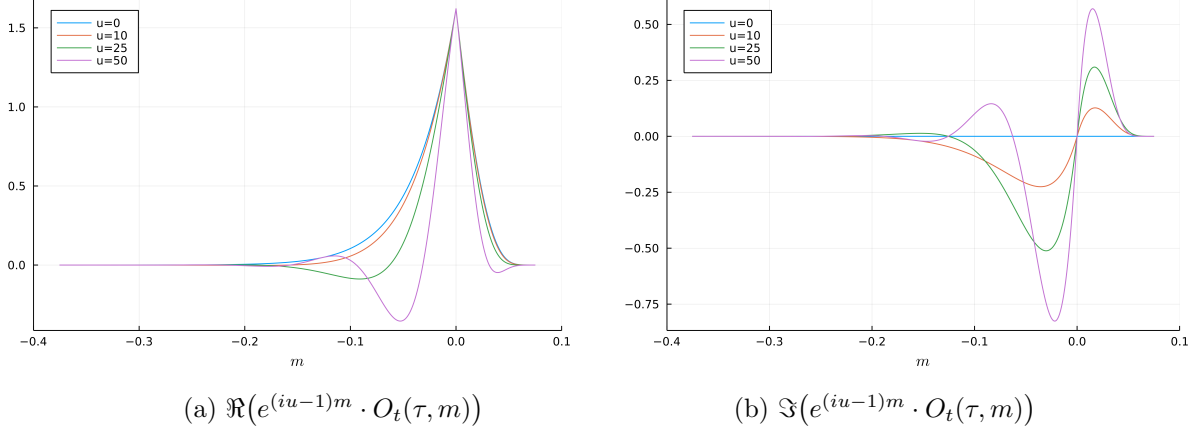 1.5
1.0
0.5
0.0
u=0
u=10
u=25
u=50
−0.4 −0.3 −0.2 −0.1 0.0 0.1
m
(a) ℜ(e^{(iu−1)m} · O_t(τ, m))
0.50
0.25
0.00
−0.25
−0.50
−0.75
u=0
u=10
u=25
u=50
−0.4 −0.3 −0.2 −0.1 0.0 0.1
m
(b) ℑ(e^{(iu−1)m} · O_t(τ, m))